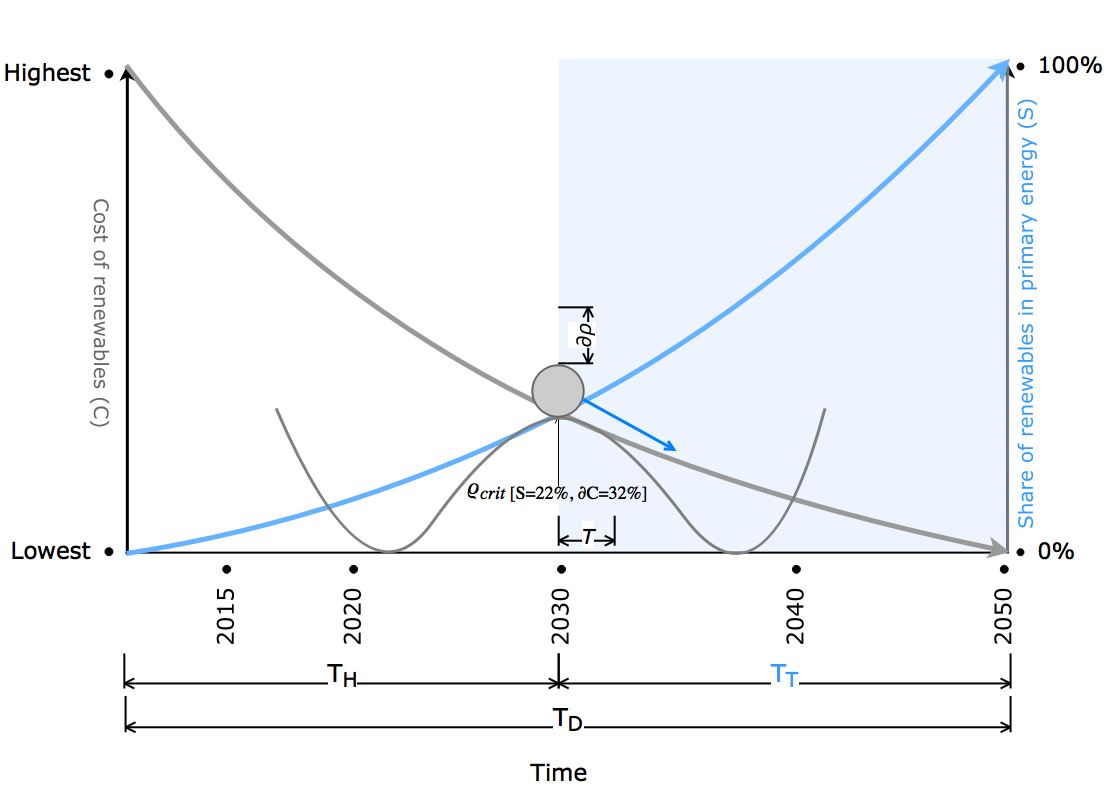 Highest
100%
Cost of renewables (C)
Share of renewables in primary energy (S)
∂ρ
ϱcrit [S=22%, ∂C=32%]
T
Lowest
0%
2015
2020
2030
2040
2050
TH
TT
TD
Time